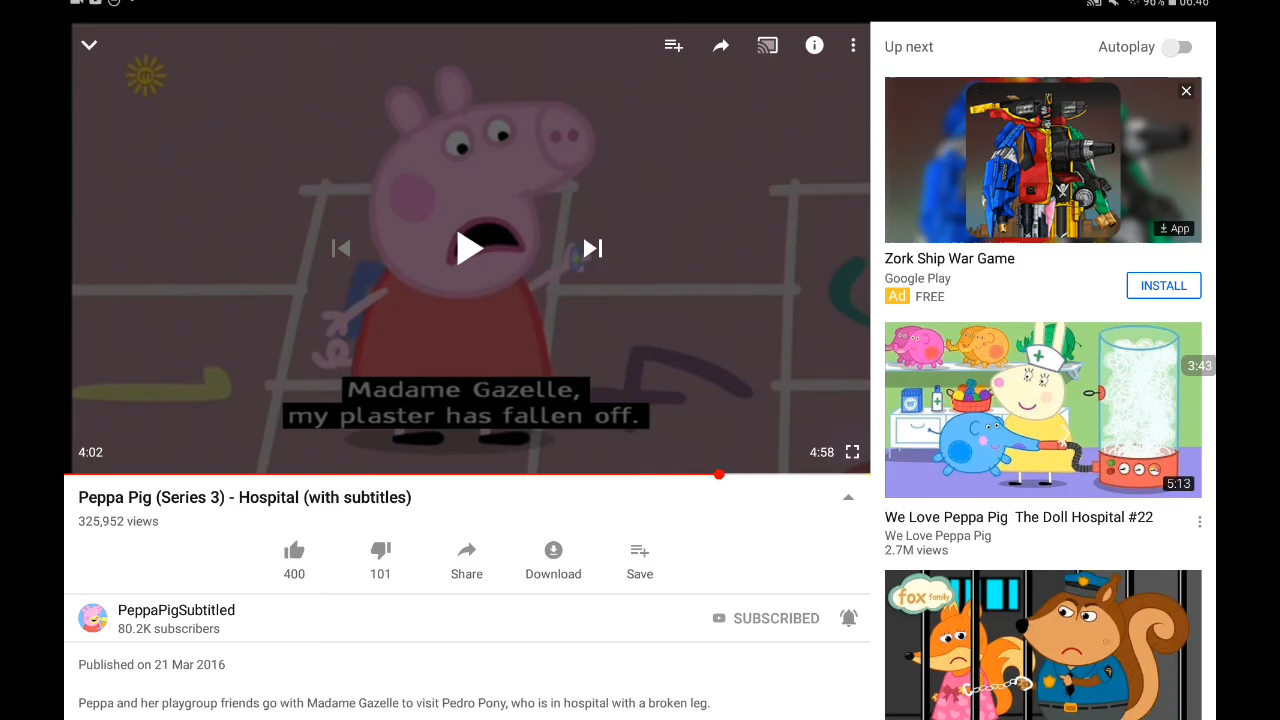 96% 06:46
Up next
Autoplay
m
Madame Gazelle,
my plaster has fallen off.
4:02
4:58
App
Zork Ship War Game
Google Play
Ad FREE
INSTALL
3:43
5:13
Peppa Pig (Series 3) - Hospital (with subtitles)
325,952 views
400
101
Share
Download
Save
We Love Peppa Pig The Doll Hospital #22
We Love Peppa Pig
2.7M views
fox family
PeppaPigSubtitled
80.2K subscribers
SUBSCRIBED
Published on 21 Mar 2016
Peppa and her playgroup friends go with Madame Gazelle to visit Pedro Pony, who is in hospital with a broken leg.